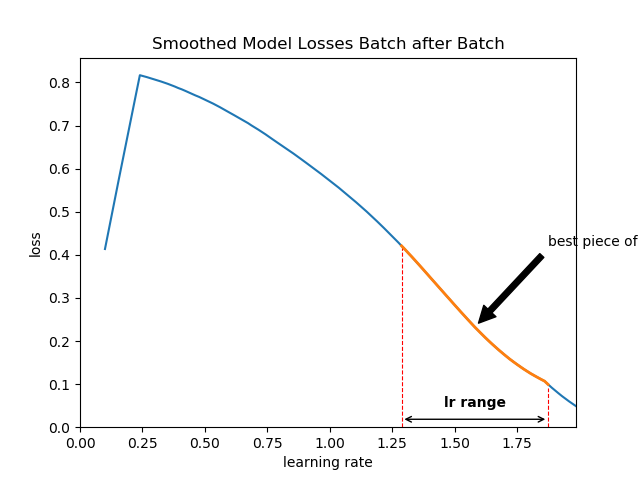 Smoothed Model Losses Batch after Batch
0.8
0.7
0.6
0.5
0.4
0.3
0.2
0.1
0.0
loss
best piece of
lr range
0.00 0.25 0.50 0.75 1.00 1.25 1.50 1.75
learning rate